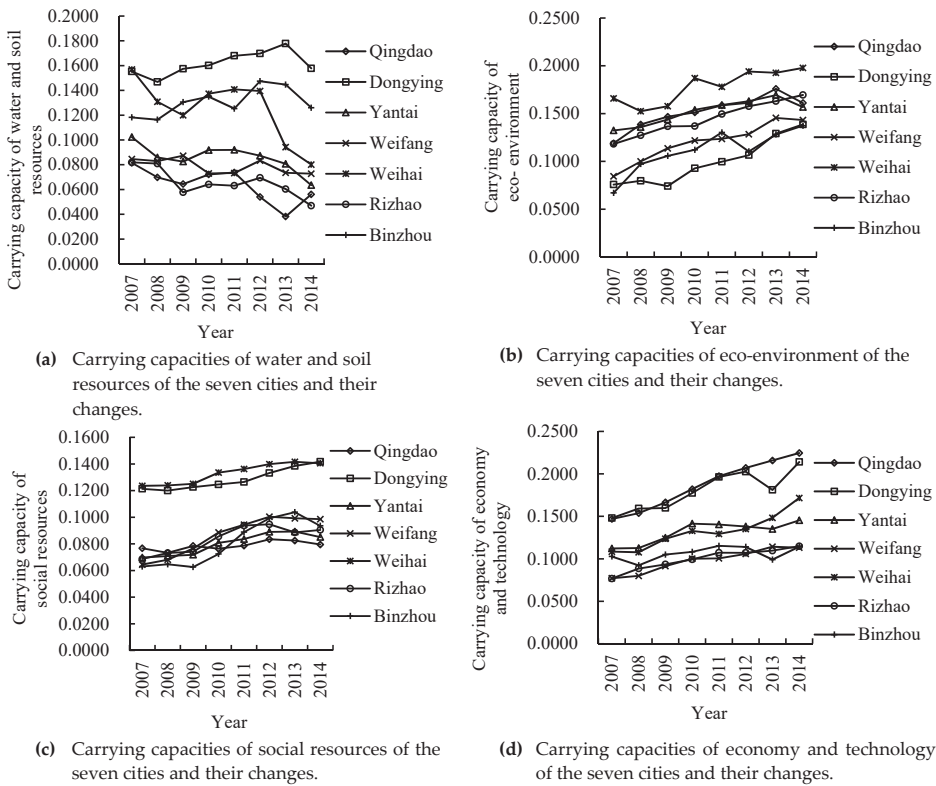 Carrying capacity of water and soil
resources
0.2000
0.1800
0.1600
0.1400
0.1200
0.1000
0.0800
0.0600
0.0400
0.0200
0.0000
2007
2008
2009
2010
2011
2012
2013
2014
Year
Qingdao
Dongying
Yantai
Weifang
Weihai
Rizhao
Binzhou
(a) Carrying capacities of water and soil
resources of the seven cities and their
changes.
Carrying capacity of
eco- environment
0.2500
0.2000
0.1500
0.1000
0.0500
0.0000
2007
2008
2009
2010
2011
2012
2013
2014
Year
Qingdao
Dongying
Yantai
Weifang
Weihai
Rizhao
Binzhou
(b) Carrying capacities of eco-environment of the
seven cities and their changes.
Carrying capacity of
social resources
0.1600
0.1400
0.1200
0.1000
0.0800
0.0600
0.0400
0.0200
0.0000
2007
2008
2009
2010
2011
2012
2013
2014
Year
Qingdao
Dongying
Yantai
Weifang
Weihai
Rizhao
Binzhou
(c) Carrying capacities of social resources of the
seven cities and their changes.
Carrying capacity of economy
and technology
0.2500
0.2000
0.1500
0.1000
0.0500
0.0000
2007
2008
2009
2010
2011
2012
2013
2014
Year
Qingdao
Dongying
Yantai
Weifang
Weihai
Rizhao
Binzhou
(d) Carrying capacities of economy and technology
of the seven cities and their changes.